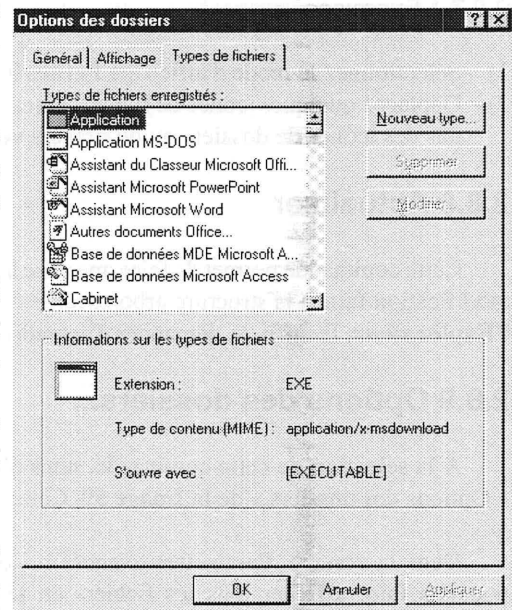 Options des dossiers
Général Affichage Types de fichiers
Types de fichiers enregistrés :
Application
Application MS-DOS
Assistant du Classeur Microsoft Offi...
Assistant Microsoft PowerPoint
Assistant Microsoft Word
Autres documents Office...
Base de données MDE Microsoft A...
Base de données Microsoft Access
Cabinet
Nouveau type...
Supprimer
Modifier
Informations sur les types de fichiers
Extension : EXE
Type de contenu (MIME) : application/x-msdownload
S'ouvre avec : [EXÉCUTABLE]
OK Annuler Appliquer